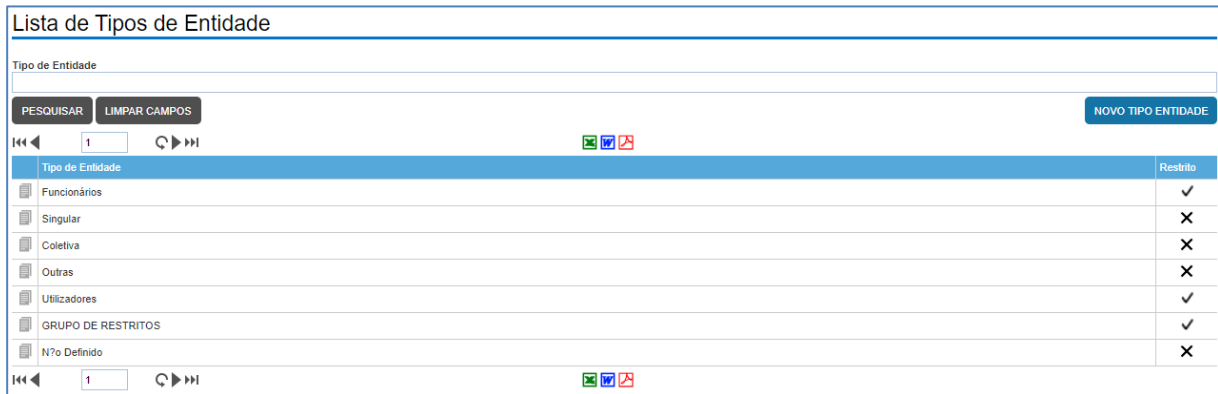 Lista de Tipos de Entidade
Tipo de Entidade
PESQUISAR LIMPAR CAMPOS NOVO TIPO ENTIDADE
1
Tipo de Entidade Restrito
Funcionários
Singular
Coletiva
Outras
Utilizadores
GRUPO DE RESTRITOS
N?o Definido
1